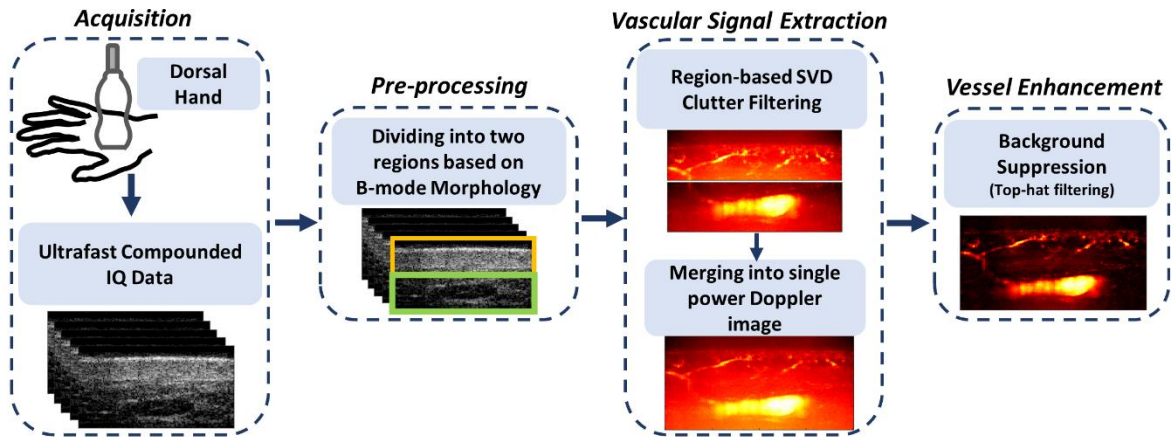 Acquisition
Dorsal
Hand
Ultrafast Compounded
IQ Data
Pre-processing
Dividing into two
regions based on
B-mode Morphology
Vascular Signal Extraction
Region-based SVD
Clutter Filtering
Merging into single
power Doppler
image
Vessel Enhancement
Background
Suppression
(Top-hat filtering)